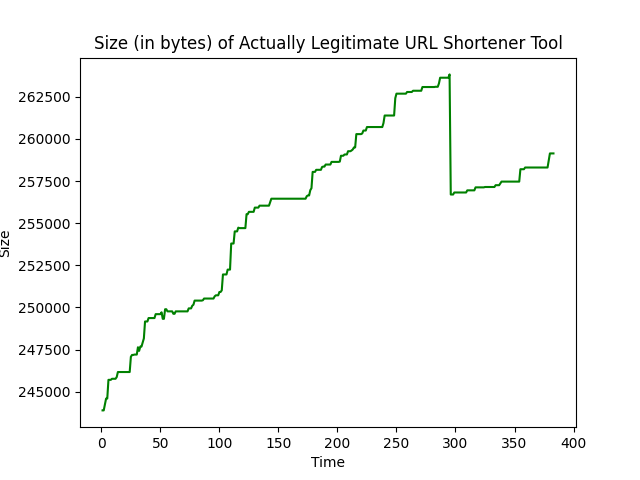 Size (in bytes) of Actually Legitimate URL Shortener Tool
262500
260000
257500
255000
252500
250000
247500
245000
Size
0 50 100 150 200 250 300 350 400
Time